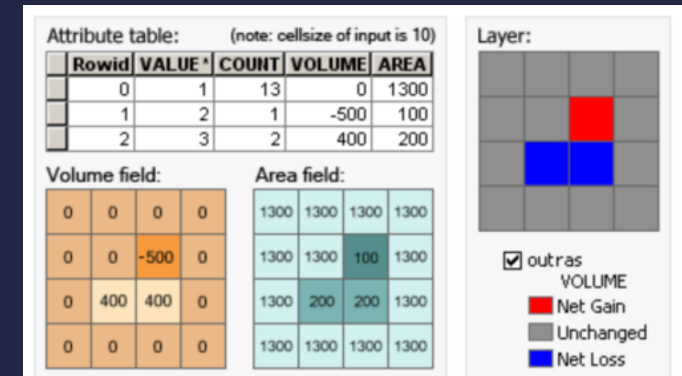 Attribute table: (note: cellsize of input is 10)
Rowid VALUE ^ COUNT VOLUME AREA
0 1 13 0 1300
1 2 1 -500 100
2 3 2 400 200
Volume field:
0 0 0 0
0 0 -500 0
0 400 400 0
0 0 0 0
Area field:
1300 1300 1300 1300
1300 1300 100 1300
1300 200 200 1300
1300 1300 1300 1300
Layer:
outras
VOLUME
Net Gain
Unchanged
Net Loss